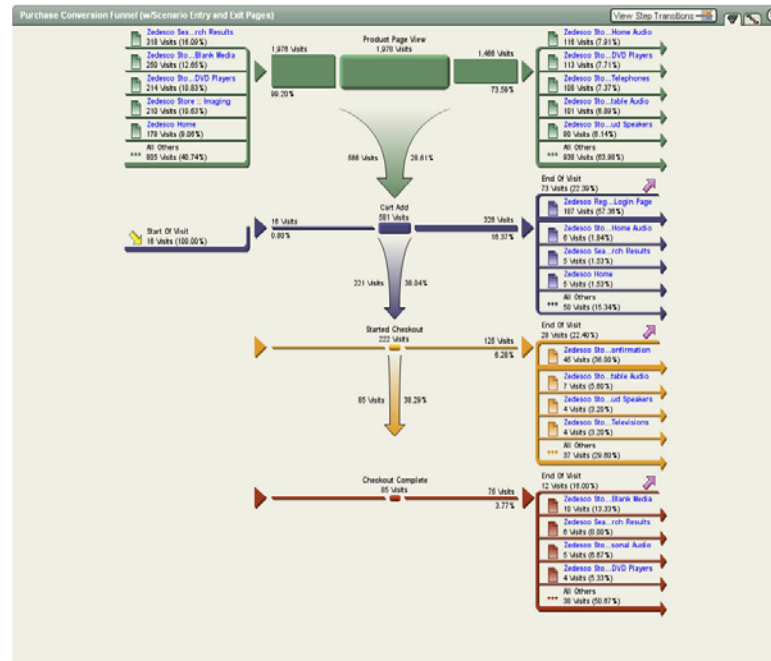 Purchase Conversion Funnel (w/Scenario Entry and Exit Pages)
View Step Transitions
Zedesco Sea...rch Results
318 Visits (16.09%)
Zedesco Sto...Blank Media
250 Visits (12.65%)
Zedesco Sto...DVD Players
214 Visits (10.83%)
Zedesco Store :: Imaging
210 Visits (10.63%)
Zedesco Home
179 Visits (9.06%)
All Others
805 Visits (40.74%)
1,976 Visits
99.20%
Product Page View
1,978 Visits
1,466 Visits
73.59%
Zedesco Sto...Home Audio
116 Visits (7.91%)
Zedesco Sto...DVD Players
113 Visits (7.71%)
Zedesco Sto...Telephones
108 Visits (7.37%)
Zedesco Sto...table Audio
101 Visits (6.89%)
Zedesco Sto...ud Speakers
90 Visits (6.14%)
All Others
938 Visits (63.98%)
566 Visits
28.61%
Start Of Visit
16 Visits (100.00%)
16 Visits
0.80%
Cart Add
581 Visits
326 Visits
16.37%
End Of Visit
73 Visits (22.39%)
Zedesco Reg...Login Page
187 Visits (57.36%)
Zedesco Sto...Home Audio
6 Visits (1.84%)
Zedesco Sea...rch Results
5 Visits (1.53%)
Zedesco Home
5 Visits (1.53%)
All Others
50 Visits (15.34%)
221 Visits
38.04%
Started Checkout
222 Visits
125 Visits
6.28%
End Of Visit
28 Visits (22.40%)
Zedesco Sto...onfirmation
45 Visits (36.00%)
Zedesco Sto...table Audio
7 Visits (5.60%)
Zedesco Sto...ud Speakers
4 Visits (3.20%)
Zedesco Sto...Televisions
4 Visits (3.20%)
All Others
37 Visits (29.60%)
85 Visits
38.29%
Checkout Complete
85 Visits
75 Visits
3.77%
End Of Visit
12 Visits (16.00%)
Zedesco Sto...Blank Media
10 Visits (13.33%)
Zedesco Sea...rch Results
6 Visits (8.00%)
Zedesco Sto...sonal Audio
5 Visits (6.67%)
Zedesco Sto...DVD Players
4 Visits (5.33%)
All Others
38 Visits (50.67%)